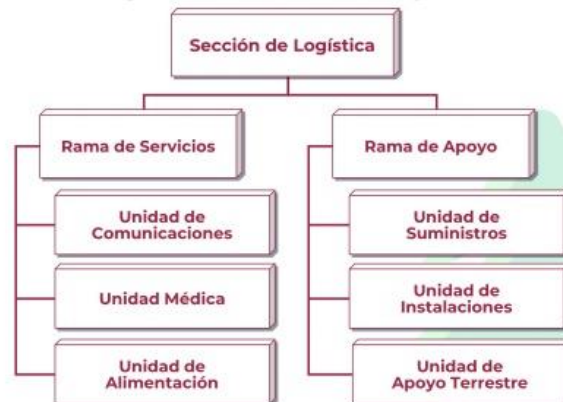 Sección de Logística
Rama de Servicios
Unidad de
Comunicaciones
Unidad Médica
Unidad de
Alimentación
Rama de Apoyo
Unidad de
Suministros
Unidad de
Instalaciones
Unidad de
Apoyo Terrestre